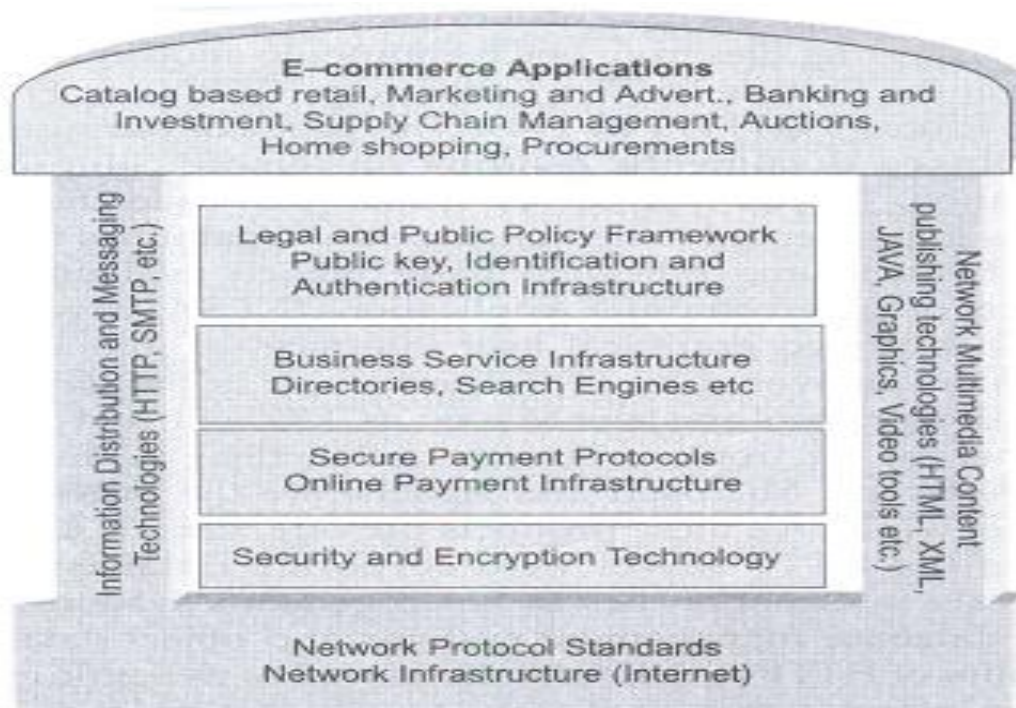 E–commerce Applications
Catalog based retail, Marketing and Advert., Banking and
Investment, Supply Chain Management, Auctions,
Home shopping, Procurements
Information Distribution and Messaging
Technologies (HTTP, SMTP, etc.)
Legal and Public Policy Framework
Public key, Identification and
Authentication Infrastructure
Business Service Infrastructure
Directories, Search Engines etc
Secure Payment Protocols
Online Payment Infrastructure
Security and Encryption Technology
Network Multimedia Content
publishing technologies (HTML, XML,
JAVA, Graphics, Video tools etc.)
Network Protocol Standards
Network Infrastructure (Internet)